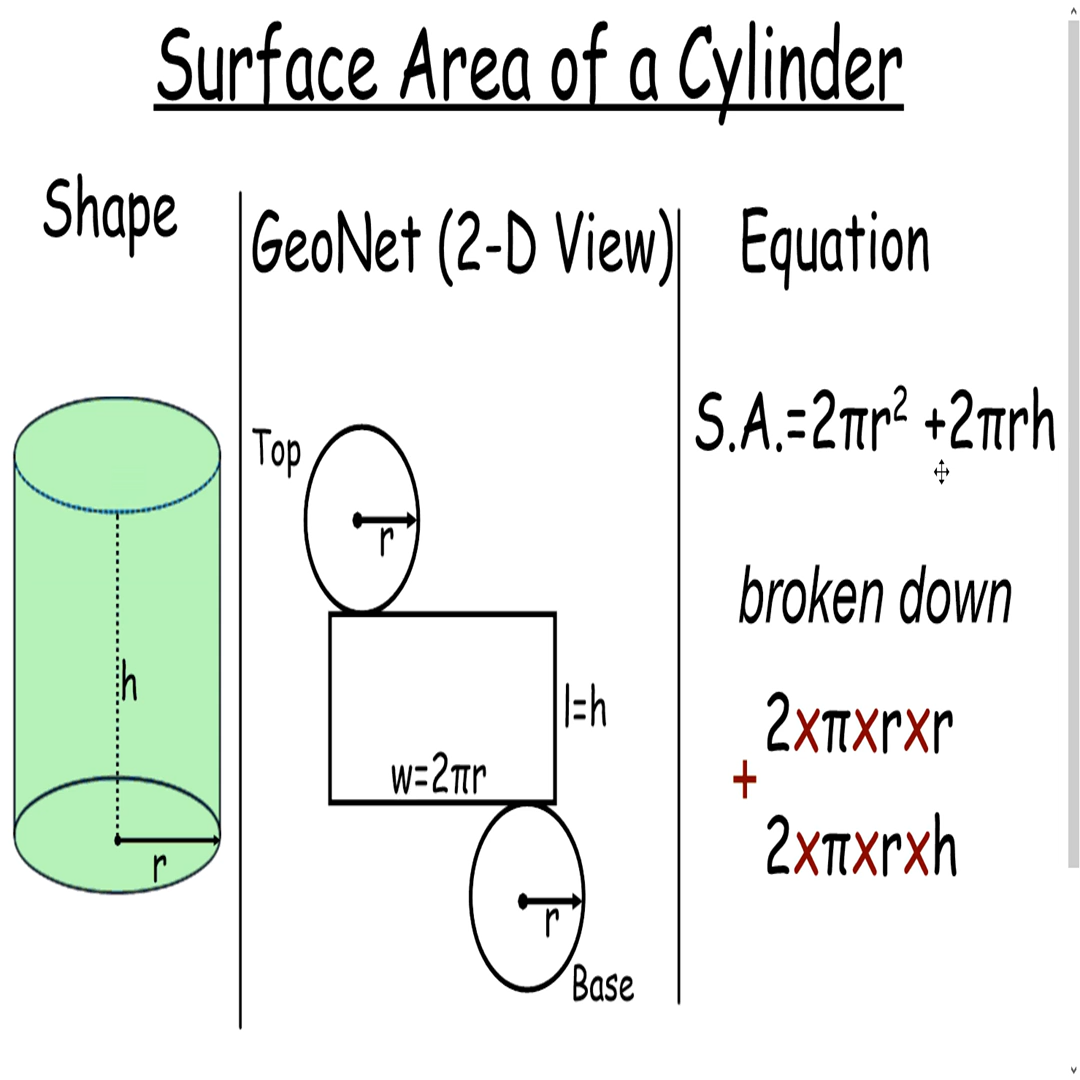 Surface Area of a Cylinder
Shape
h
r
GeoNet (2-D View)
Top
r
l=h
w=2πr
r
Base
Equation
S.A.=2πr² +2πrh
broken down
2xπxrxr
+
2xπxrxh